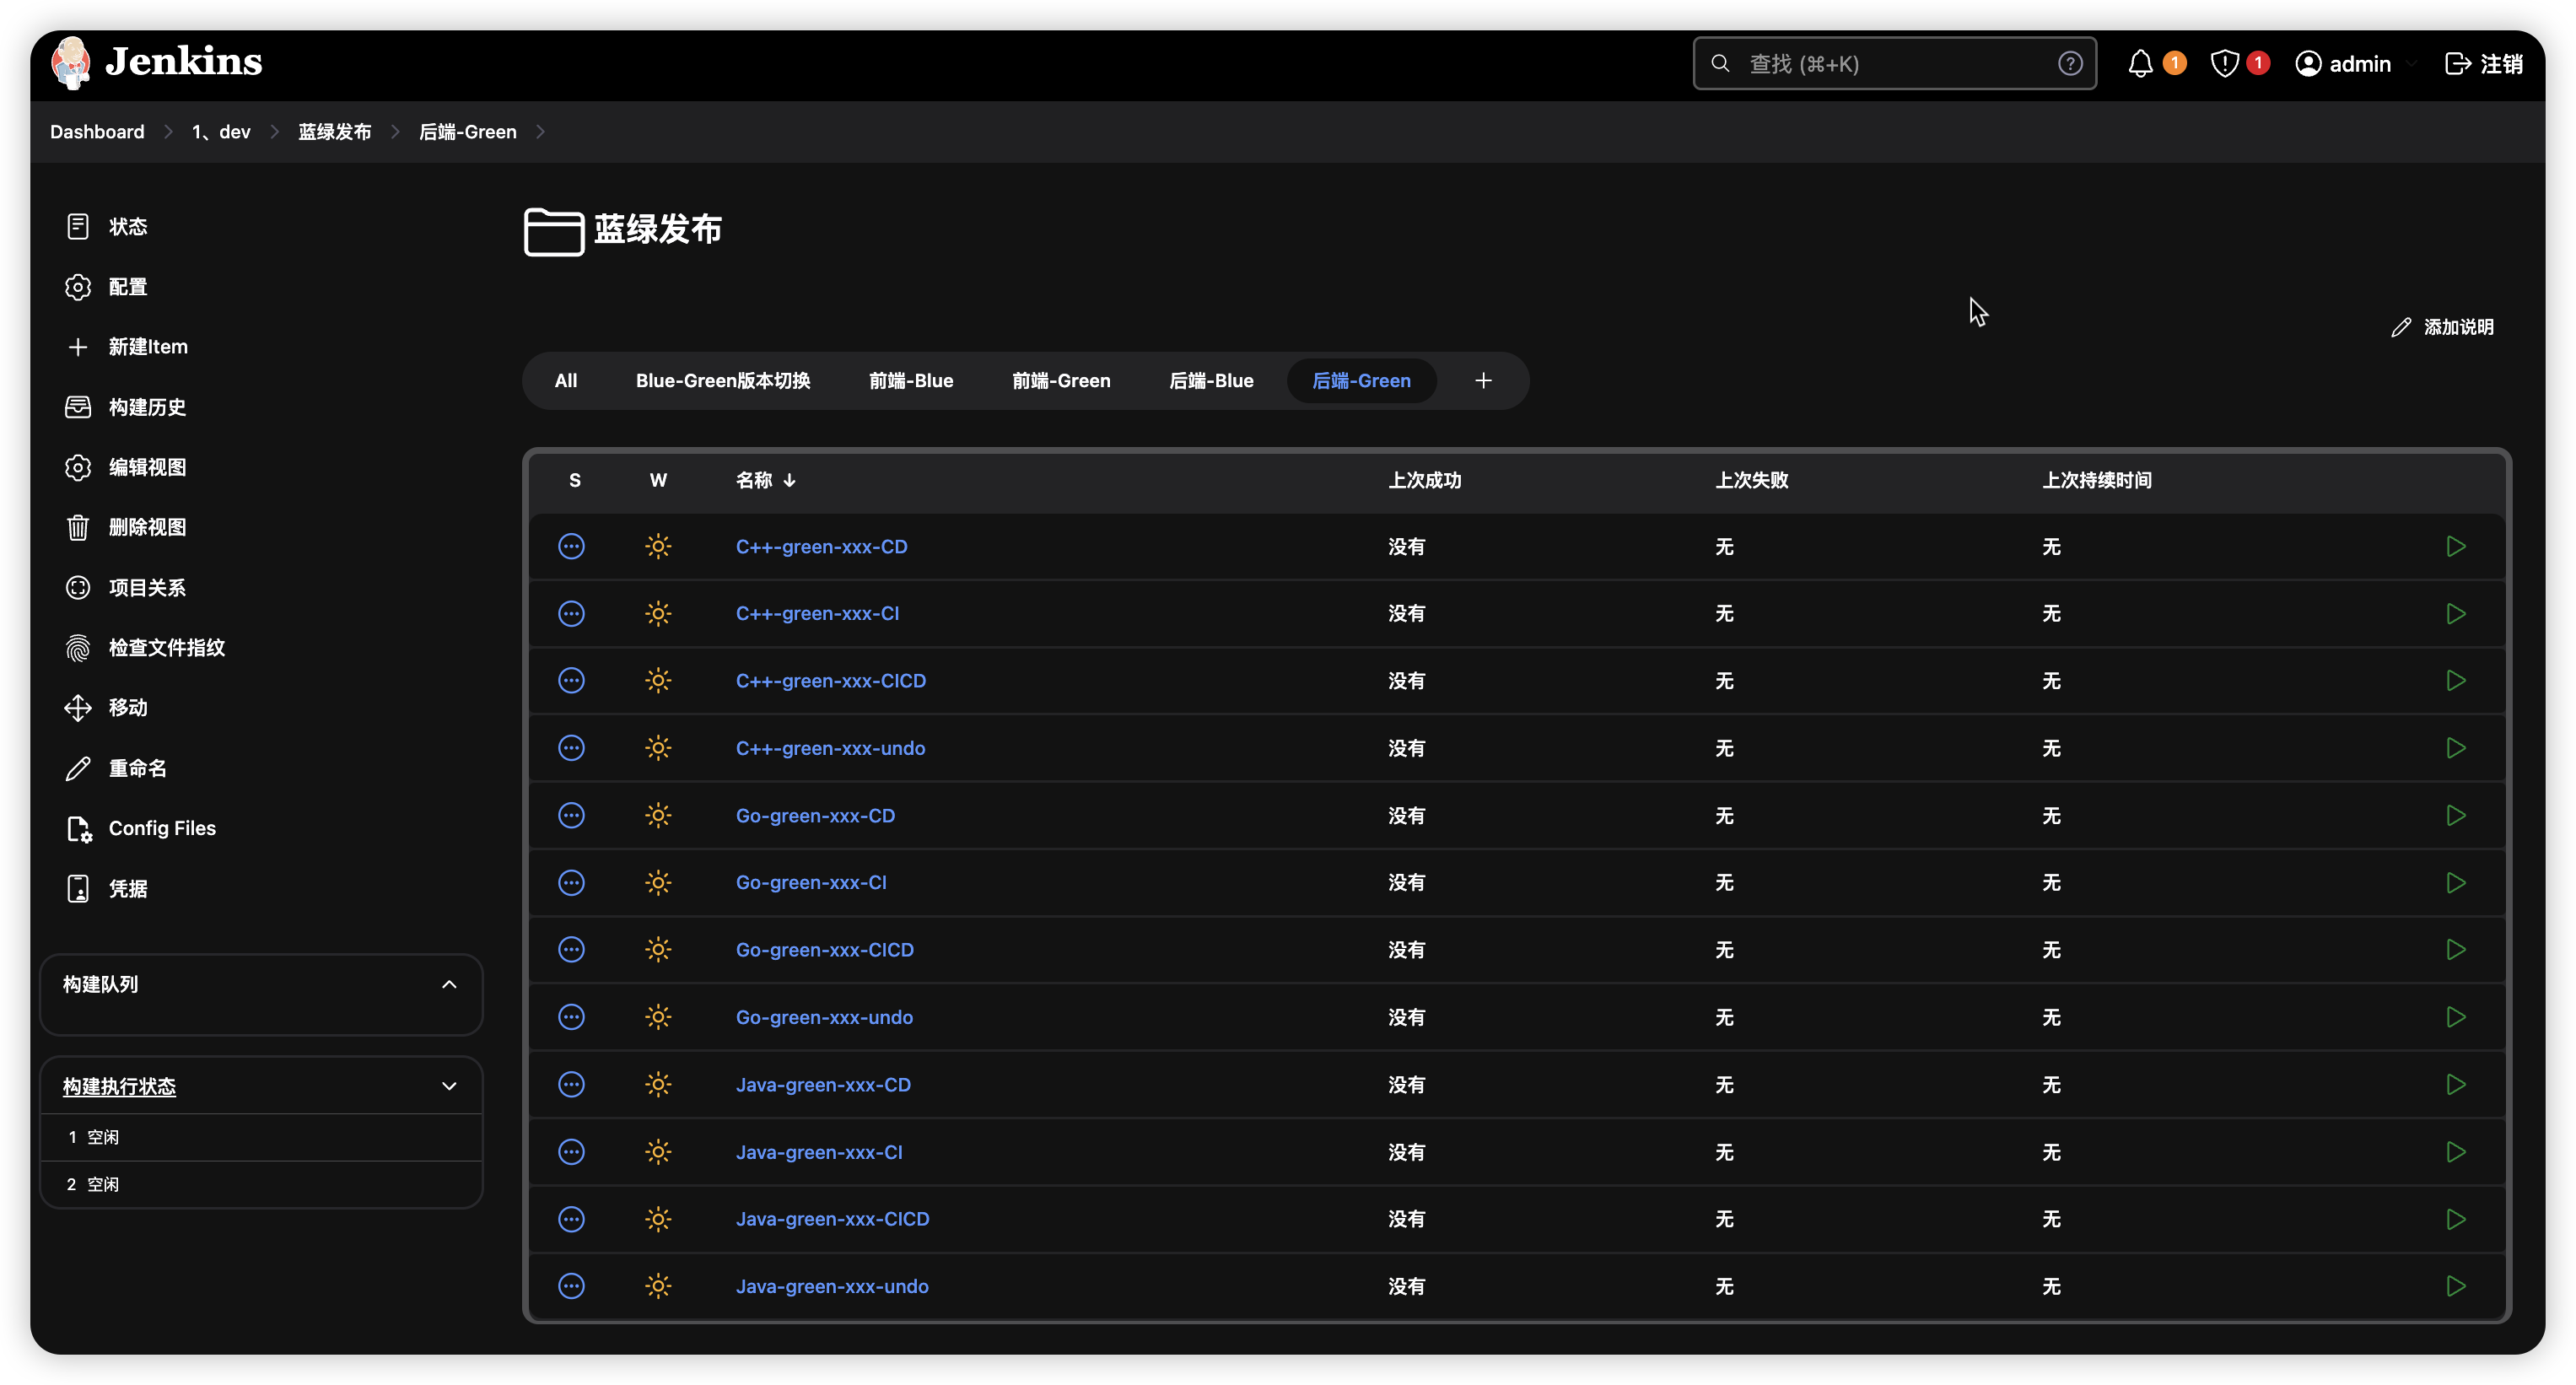 Jenkins
查找 (⌘+K)
1
1
admin
注销
Dashboard
1、dev
蓝绿发布
后端-Green
状态
配置
新建Item
构建历史
编辑视图
删除视图
项目关系
检查文件指纹
移动
重命名
Config Files
凭据
构建队列
构建执行状态
1 空闲
2 空闲
蓝绿发布
添加说明
All Blue-Green版本切换 前端-Blue 前端-Green 后端-Blue 后端-Green +
S W 名称 ↓ 上次成功 上次失败 上次持续时间
C++-green-xxx-CD 没有 无 无
C++-green-xxx-CI 没有 无 无
C++-green-xxx-CICD 没有 无 无
C++-green-xxx-undo 没有 无 无
Go-green-xxx-CD 没有 无 无
Go-green-xxx-CI 没有 无 无
Go-green-xxx-CICD 没有 无 无
Go-green-xxx-undo 没有 无 无
Java-green-xxx-CD 没有 无 无
Java-green-xxx-CI 没有 无 无
Java-green-xxx-CICD 没有 无 无
Java-green-xxx-undo 没有 无 无